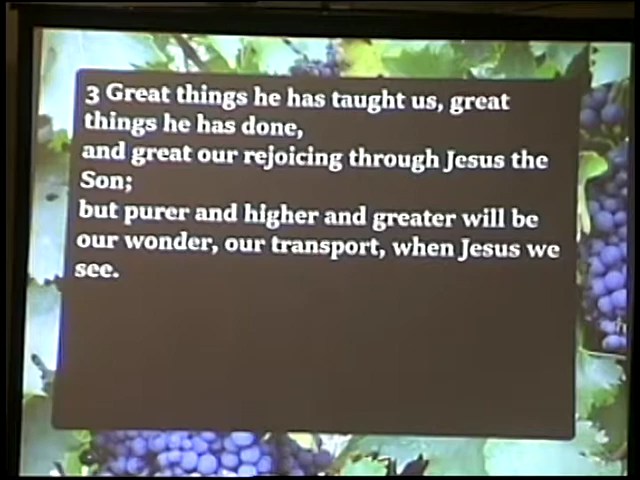 3 Great things he has taught us, great
things he has done,
and great our rejoicing through Jesus the
Son;
but purer and higher and greater will be
our wonder, our transport, when Jesus we
see.